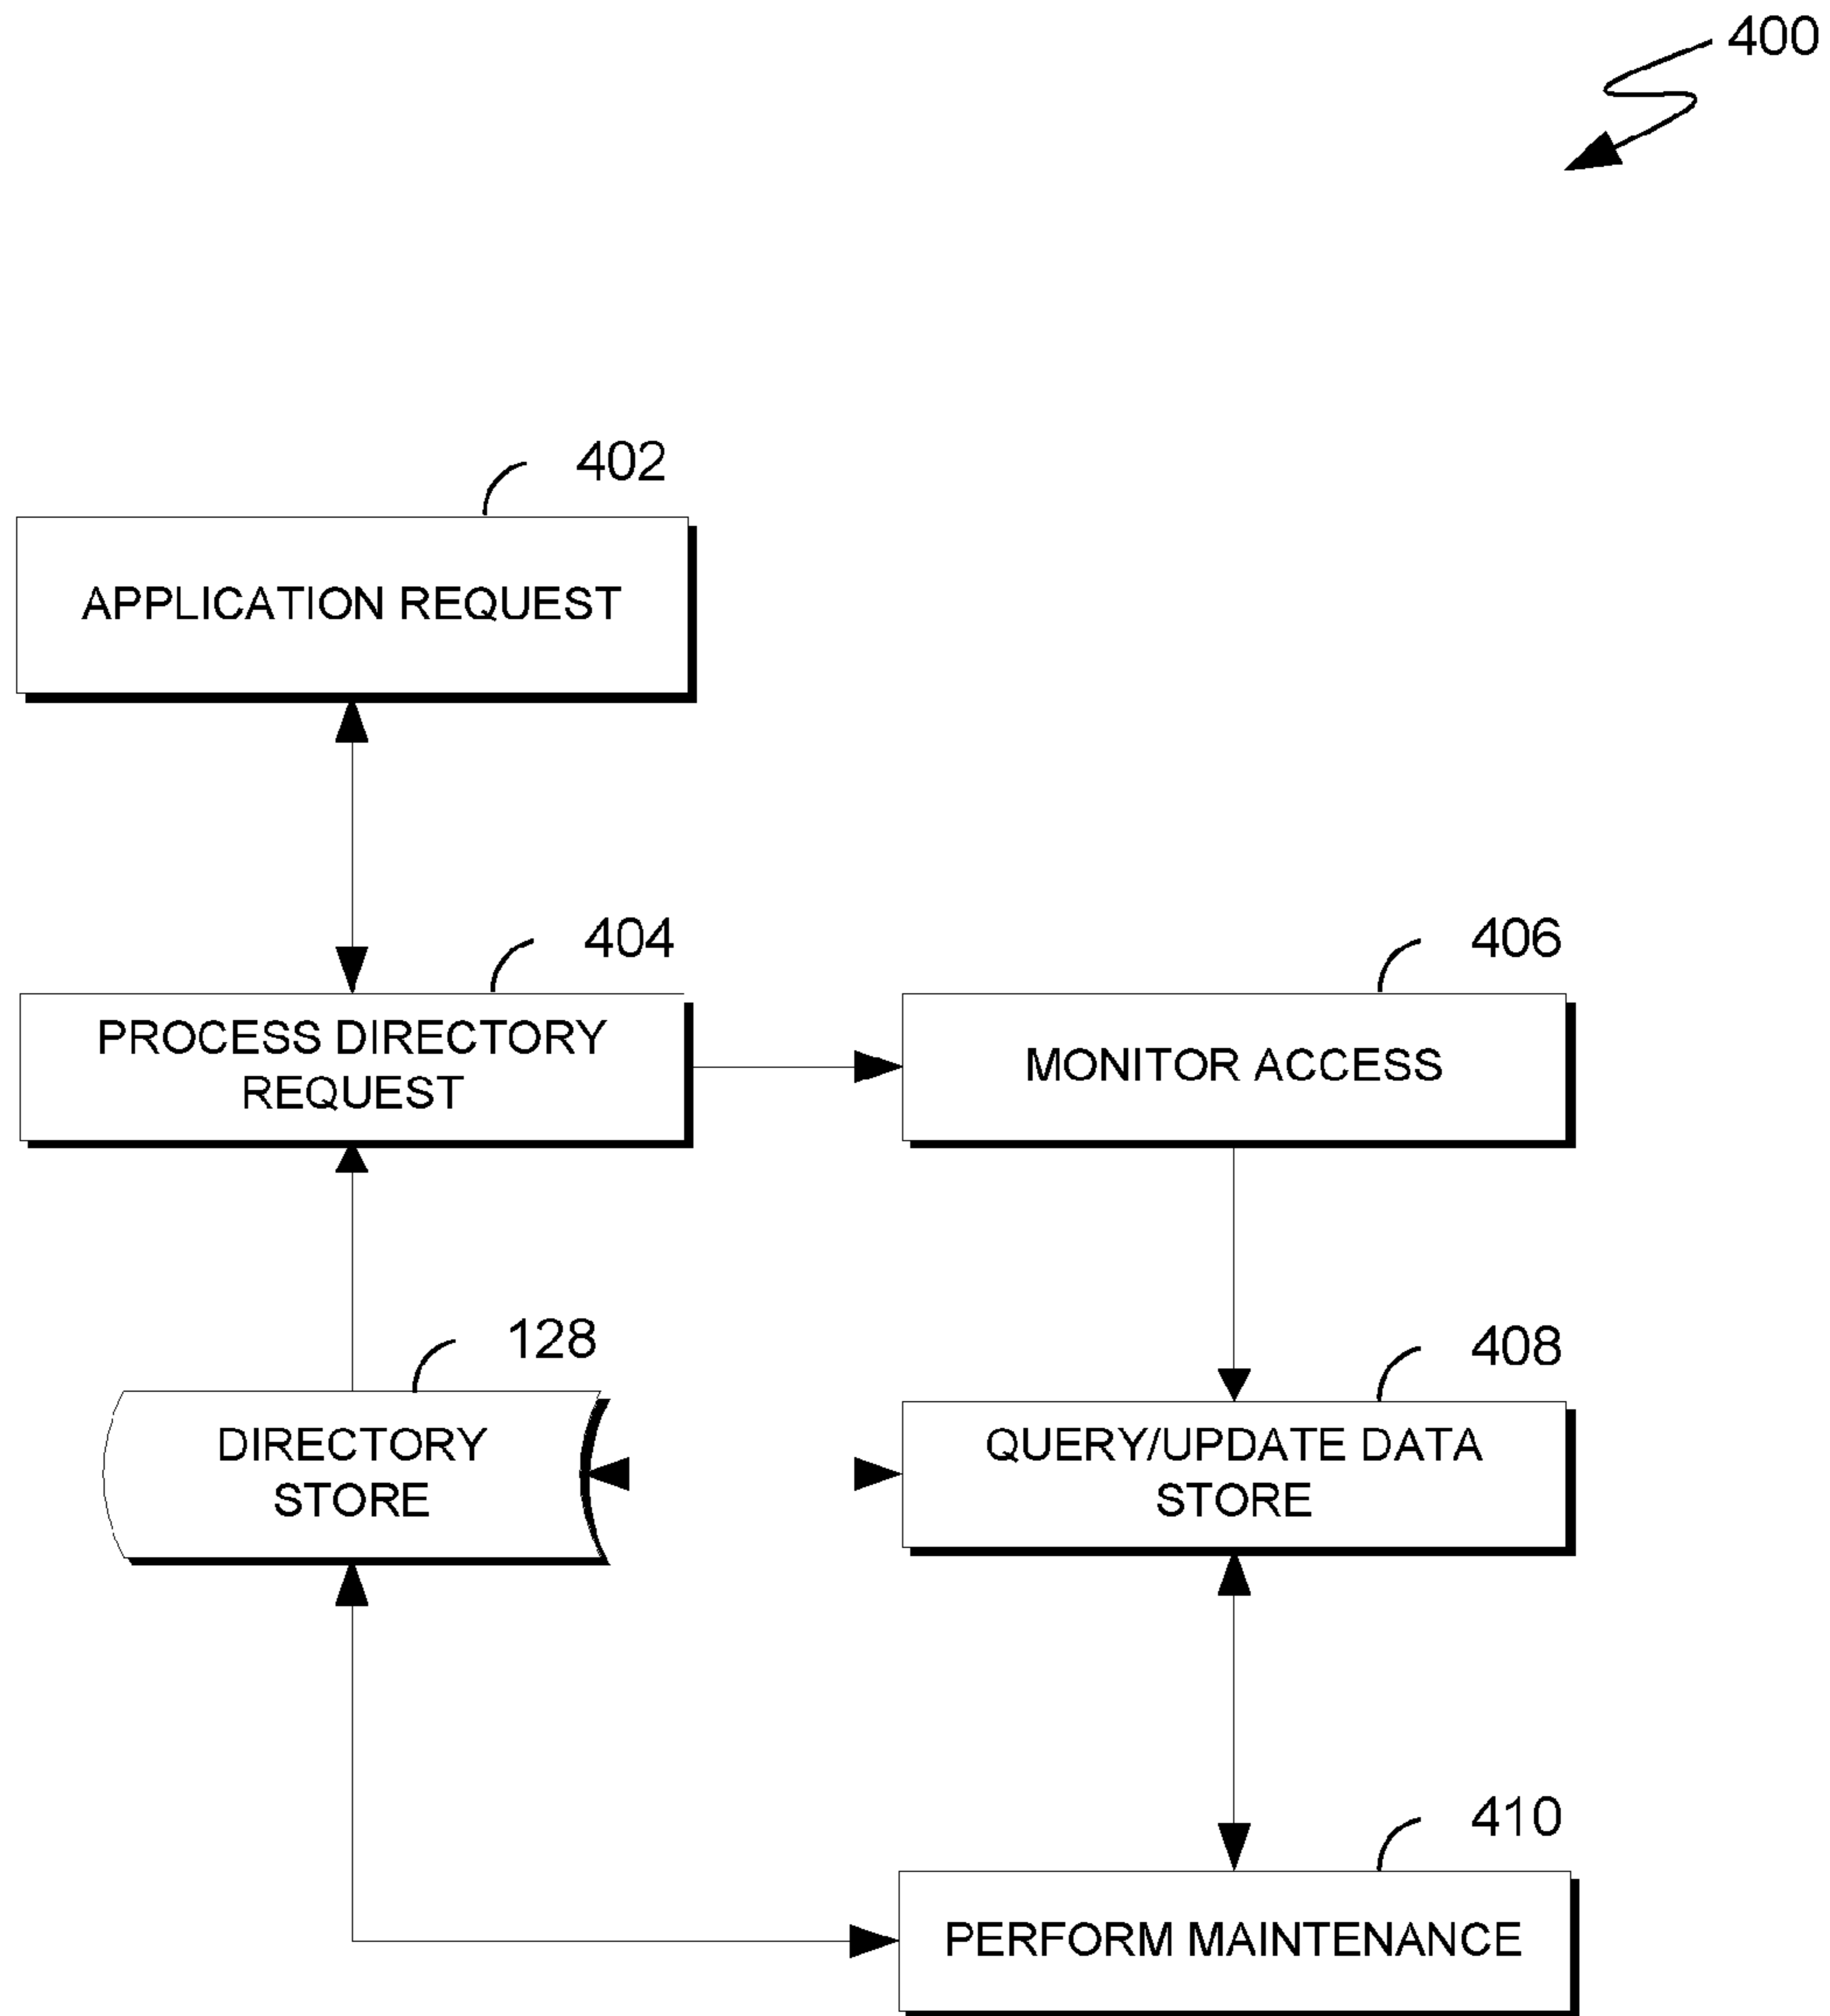 400
402
APPLICATION REQUEST
404
PROCESS DIRECTORY
REQUEST
406
MONITOR ACCESS
128
DIRECTORY
STORE
408
QUERY/UPDATE DATA
STORE
410
PERFORM MAINTENANCE